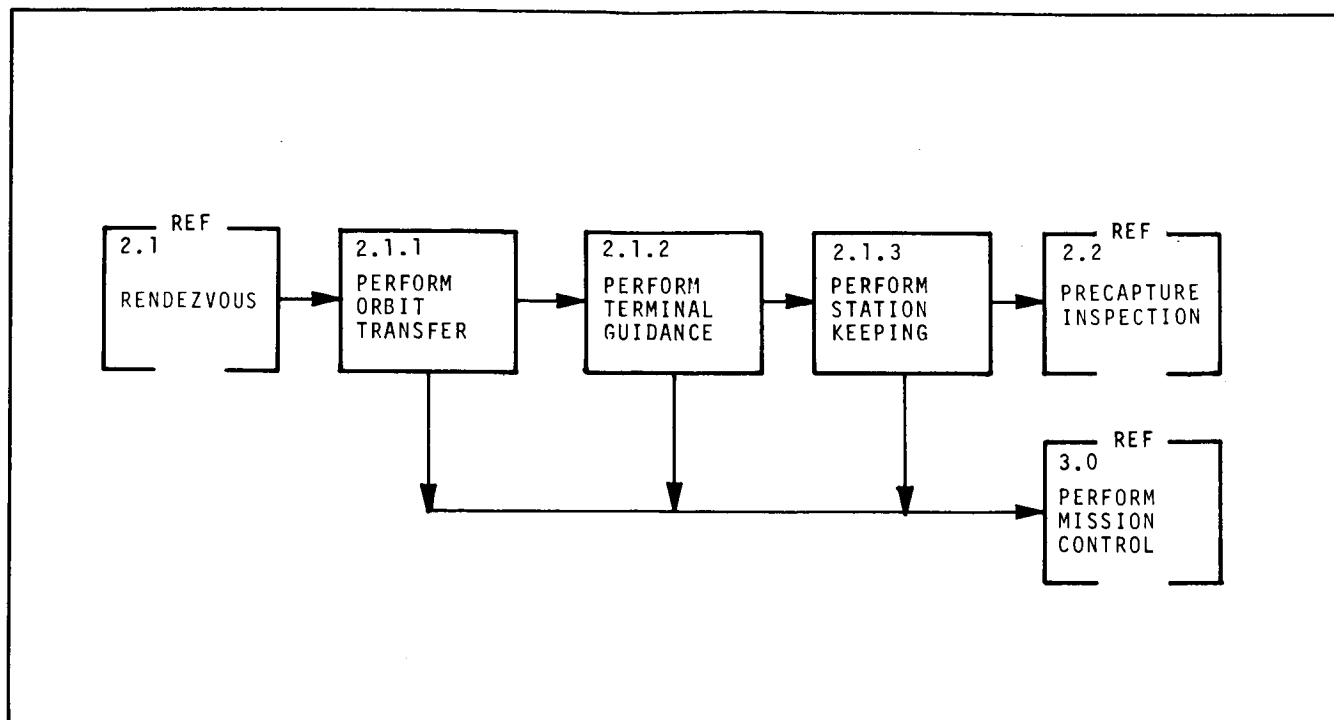 REF
2.1
RENDEZVOUS
2.1.1
PERFORM
ORBIT
TRANSFER
2.1.2
PERFORM
TERMINAL
GUIDANCE
2.1.3
PERFORM
STATION
KEEPING
REF
2.2
PRECAPTURE
INSPECTION
REF
3.0
PERFORM
MISSION
CONTROL